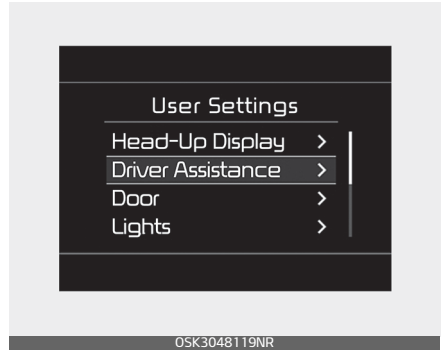 User Settings
Head-Up Display >
Driver Assistance >
Door >
Lights >
OSK3048119NR